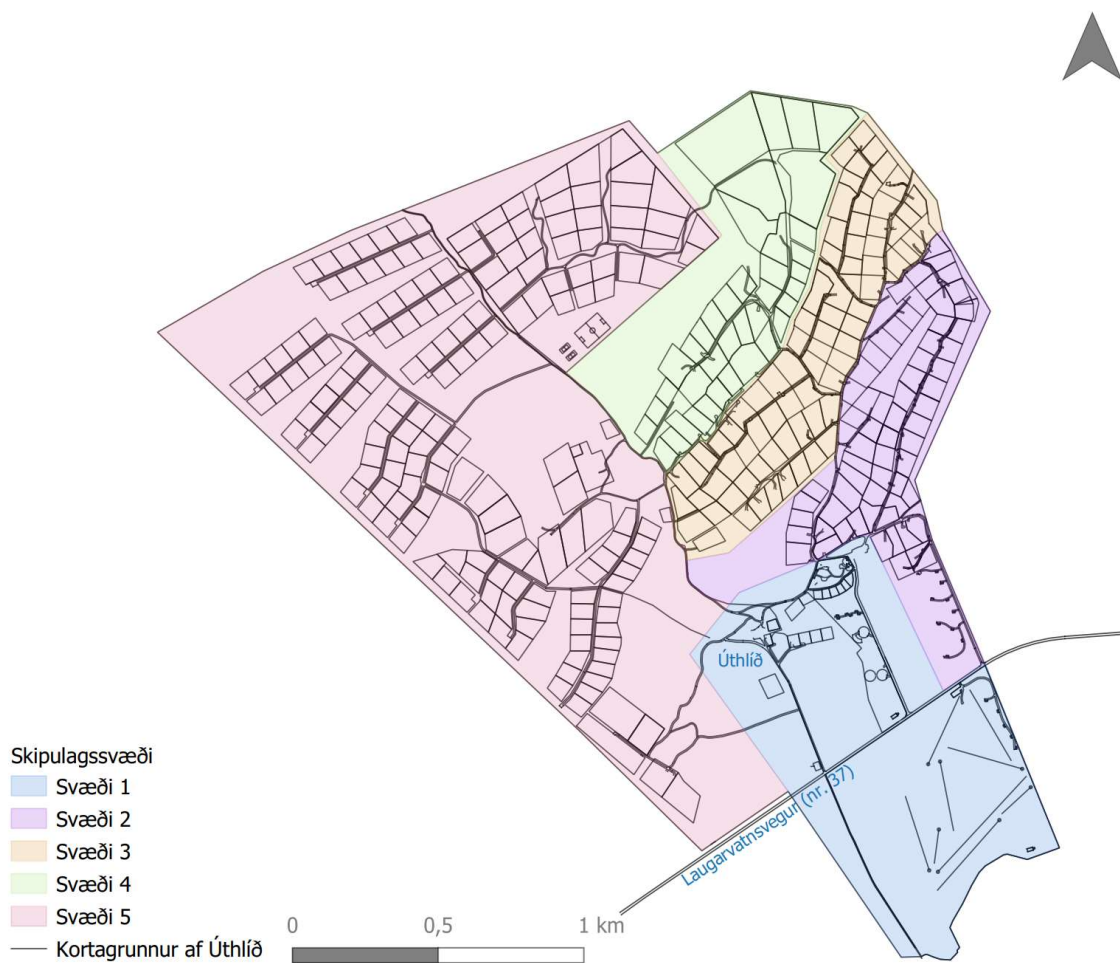 Úthlíð
Laugarvatnsvegur (nr. 37)
Skipulagssvæði
Svæði 1
Svæði 2
Svæði 3
Svæði 4
Svæði 5
Kortagrunnur af Úthlíð
0 0,5 1 km